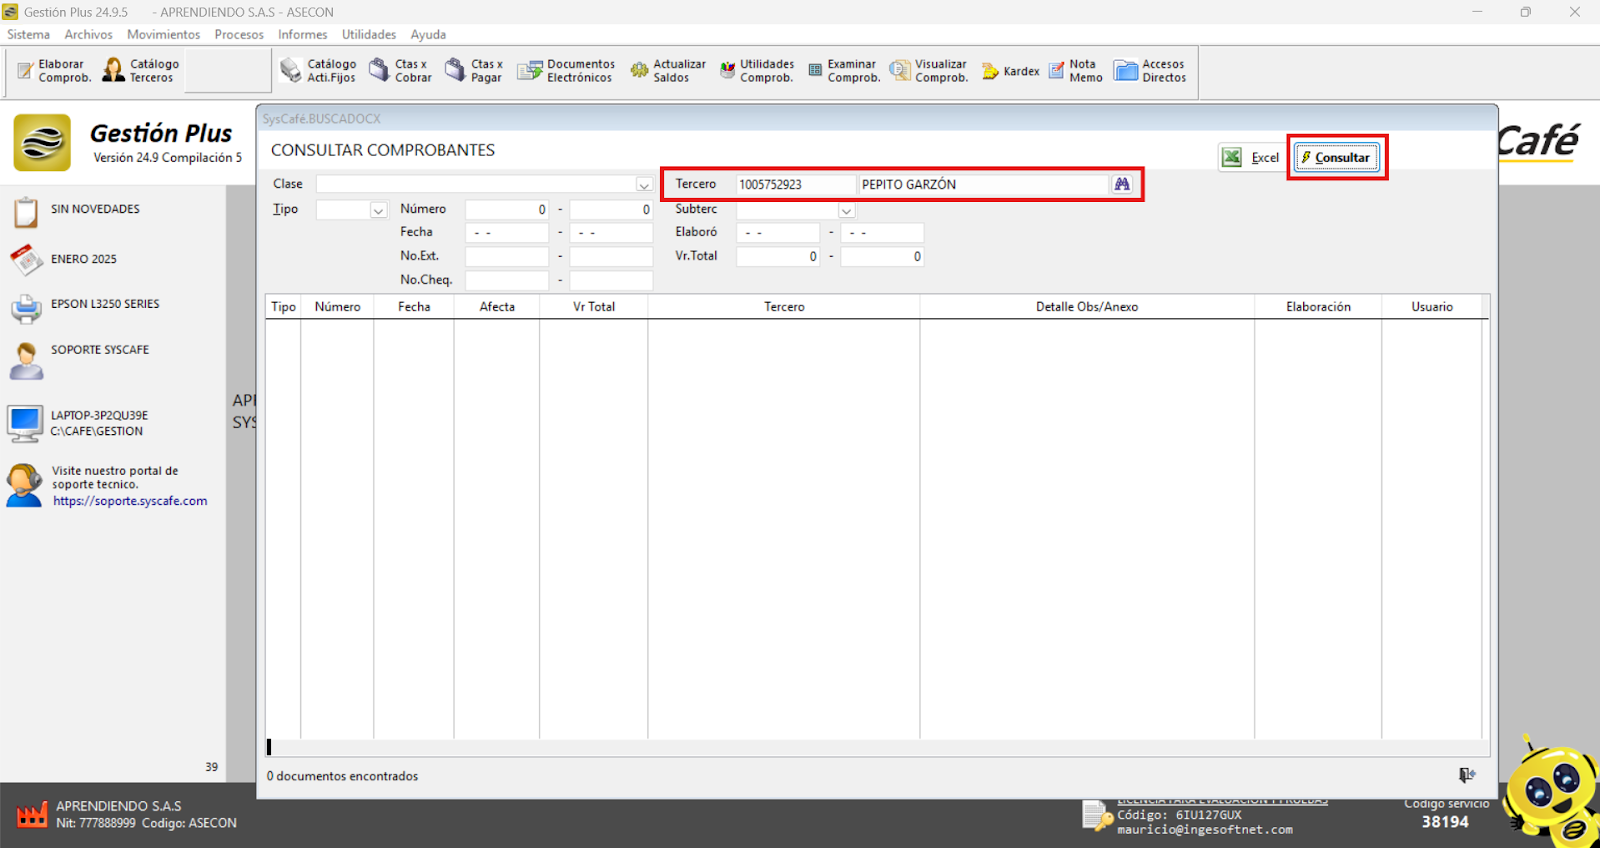 Gestión Plus 24.9.5 - APRENDIENDO S.A.S - ASECON
Sistema Archivos Movimientos Procesos Informes Utilidades Ayuda
Elaborar Comprob.
Catálogo Terceros
Catálogo Acti.Fijos
Ctas x Cobrar
Ctas x Pagar
Documentos Electrónicos
Actualizar Saldos
Utilidades Comprob.
Examinar Comprob.
Visualizar Comprob.
Kardex
Nota Memo
Accesos Directos
Gestión Plus
Versión 24.9 Compilación 5
Café
SIN NOVEDADES
ENERO 2025
EPSON L3250 SERIES
SOPORTE SYSCAFE
LAPTOP-3P2QU39E
C:\CAFE\GESTION
Visite nuestro portal de
soporte tecnico.
https://soporte.syscafe.com
39
SysCafé.BUSCADOCX
CONSULTAR COMPROBANTES
Excel Consultar
Clase Tercero 1005752923 PEPITO GARZÓN
Tipo Número 0 - 0 Subterc
Fecha - - - - - Elaboró - - - - -
No.Ext. - Vr.Total 0 - 0
No.Cheq. -
Tipo Número Fecha Afecta Vr Total Tercero Detalle Obs/Anexo Elaboración Usuario
0 documentos encontrados
APRENDIENDO S.A.S
Nit: 777888999 Codigo: ASECON
LICENCIA PARA EVALUACION Y PRUEBAS
Código: 6IU127GUX
mauricio@ingesoftnet.com
Codigo servicio
38194